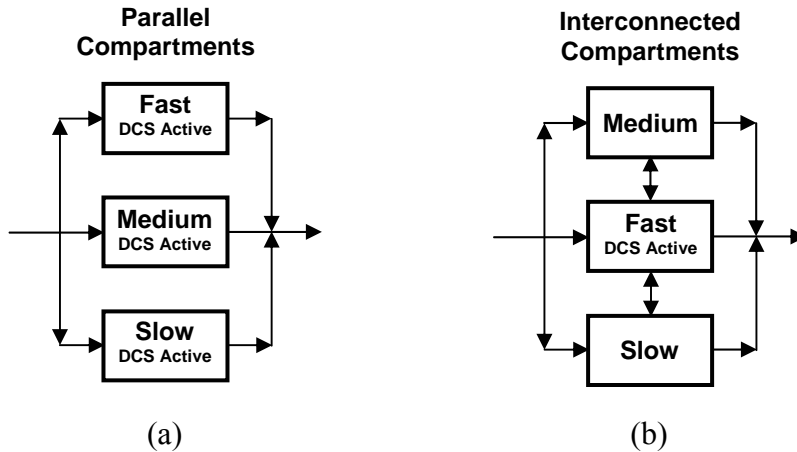 Parallel
Compartments
Fast
DCS Active
Medium
DCS Active
Slow
DCS Active
(a)
Interconnected
Compartments
Medium
Fast
DCS Active
Slow
(b)